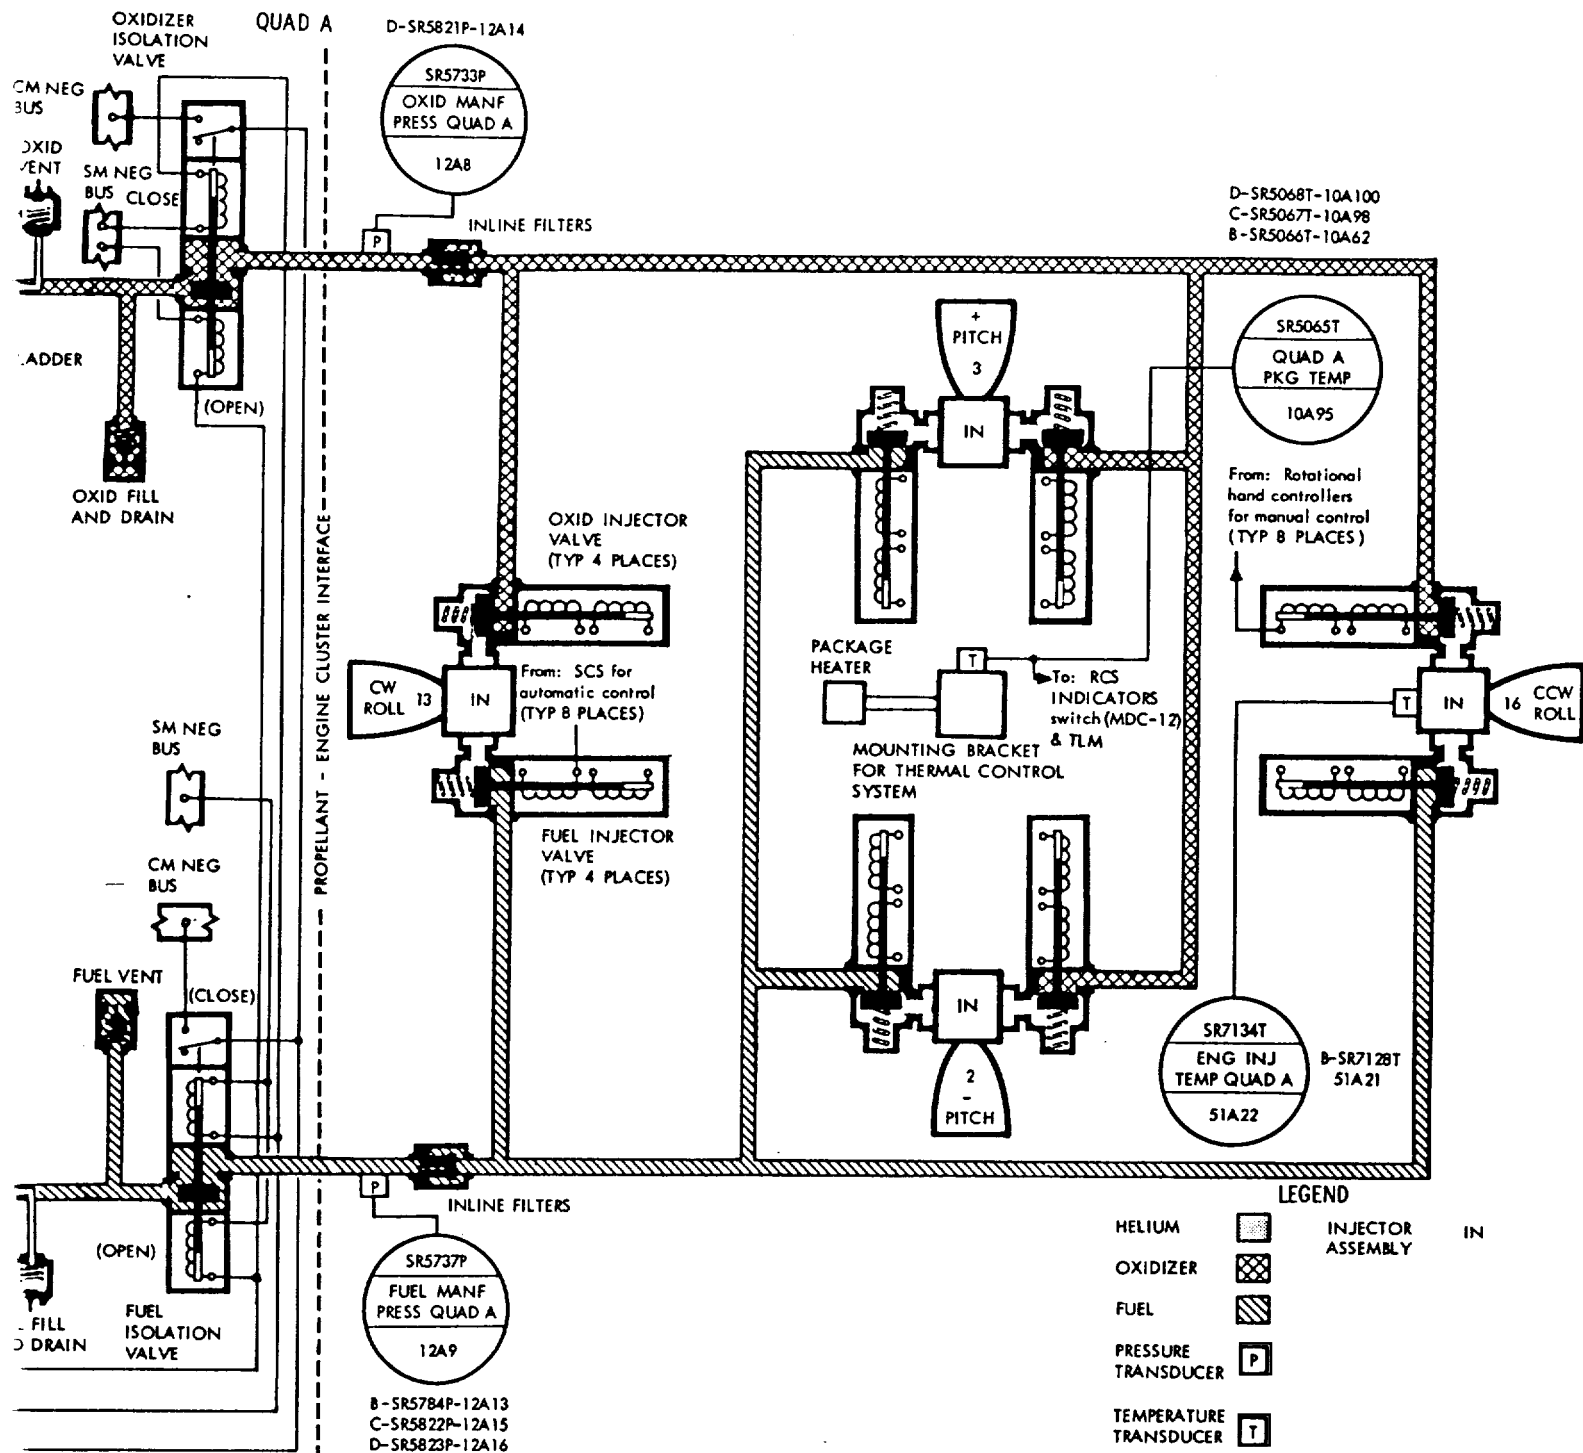 OXIDIZER
ISOLATION
VALVE
QUAD A
D-SR5821P-12A14
SR5733P
OXID MANF
PRESS QUAD A
12A8
CM NEG
BUS
VENT
SM NEG
BUS
CLOSE
P
INLINE FILTERS
D-SR5068T-10A100
C-SR5067T-10A98
B-SR5066T-10A62
SR5065T
QUAD A
PKG TEMP
10A95
+
PITCH
3
IN
(OPEN)
OXID FILL
AND DRAIN
From: Rotational
hand controllers
for manual control
(TYP 8 PLACES)
OXID INJECTOR
VALVE
(TYP 4 PLACES)
PROPELLANT - ENGINE CLUSTER INTERFACE
CW
ROLL
13
IN
From: SCS for
automatic control
(TYP 8 PLACES)
PACKAGE
HEATER
T
To: RCS
INDICATORS
switch (MDC-12)
& TLM
MOUNTING BRACKET
FOR THERMAL CONTROL
SYSTEM
T
IN
16
CCW
ROLL
SM NEG
BUS
FUEL INJECTOR
VALVE
(TYP 4 PLACES)
CM NEG
BUS
FUEL VENT
(CLOSE)
IN
2
-
PITCH
SR7134T
ENG INJ
TEMP QUAD A
51A22
B-SR7128T
51A21
P
INLINE FILTERS
(OPEN)
FILL
DRAIN
FUEL
ISOLATION
VALVE
SR5737P
FUEL MANF
PRESS QUAD A
12A9
B-SR5784P-12A13
C-SR5822P-12A15
D-SR5823P-12A16
LEGEND
HELIUM
INJECTOR
ASSEMBLY
IN
OXIDIZER
FUEL
PRESSURE
TRANSDUCER
P
TEMPERATURE
TRANSDUCER
T